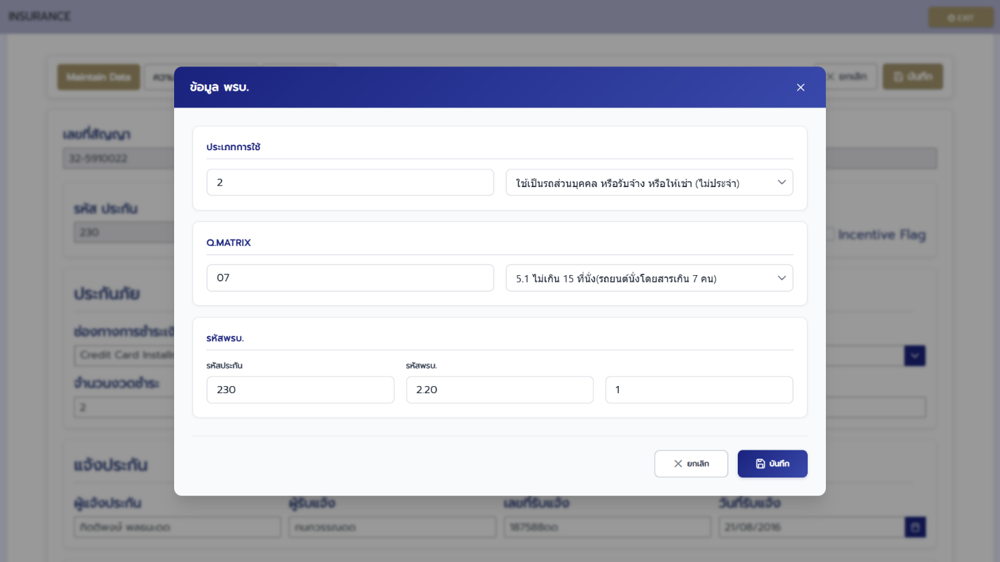 INSURANCE
EXIT
Maintain Data
ยกเลิก
บันทึก
ข้อมูล พรบ.
เลขที่สัญญา
32-5910022
ประเภทการใช้
2
ใช้เป็นรถส่วนบุคคล หรือรับจ้าง หรือให้เช่า (ไม่ประจำ)
รหัส ประกัน
230
Incentive Flag
Q.MATRIX
07
5.1 ไม่เกิน 15 ที่นั่ง(รถยนต์นั่งโดยสารเกิน 7 คน)
ประกันภัย
รหัสพรบ.
ช่องทางการชำระเงิ
Credit Card Install
รหัสประกัน
รหัสพรบ.
230
2.20
1
จำนวนงวดชำระ
2
ยกเลิก
บันทึก
แจ้งประกัน
ผู้แจ้งประกัน
ผู้รับแจ้ง
เลขที่รับแจ้ง
วันที่รับแจ้ง
187588ดด
21/08/2016